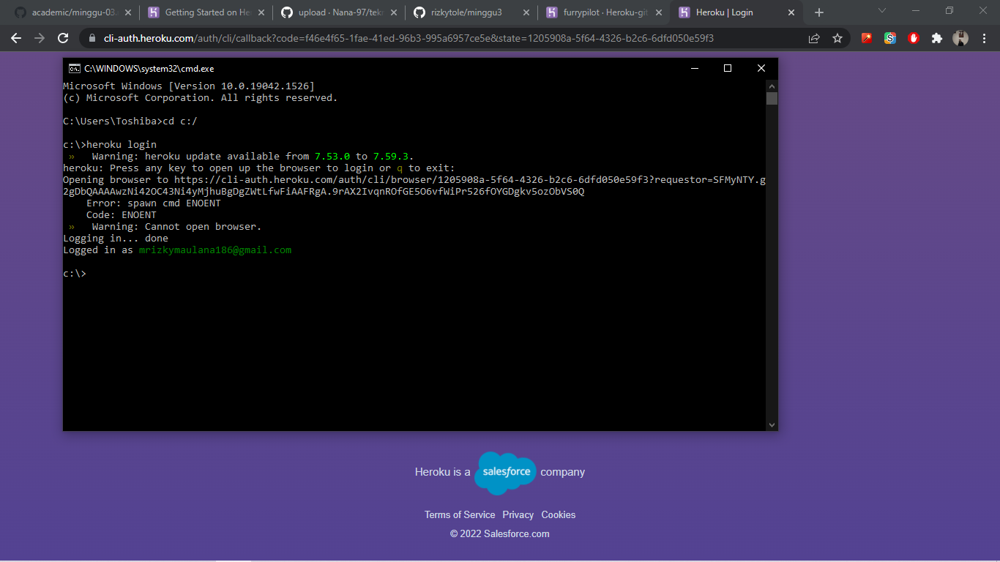 academic/minggu-03.
Getting Started on He
upload · Nana-97/tek
rizkytole/minggu3
furrypilot · Heroku-git
Heroku | Login
cli-auth.heroku.com/auth/cli/callback?code=f46e4f65-1fae-41ed-96b3-995a6957ce5e&state=1205908a-5f64-4326-b2c6-6dfd050e59f3
C:\WINDOWS\system32\cmd.exe
Microsoft Windows [Version 10.0.19042.1526]
(c) Microsoft Corporation. All rights reserved.
C:\Users\Toshiba>cd c:/
c:\>heroku login
» Warning: heroku update available from 7.53.0 to 7.59.3.
heroku: Press any key to open up the browser to login or q to exit:
Opening browser to https://cli-auth.heroku.com/auth/cli/browser/1205908a-5f64-4326-b2c6-6dfd050e59f3?requestor=SFMyNTY.g
2gDbQAAAAwzNi42OC43Ni4yMjhuBgDgZWtLfwFiAAFRgA.9rAX2IvqnROfGE5O6vfWiPr526fOYGDgkv5ozObVS0Q
Error: spawn cmd ENOENT
Code: ENOENT
» Warning: Cannot open browser.
Logging in... done
Logged in as mrizkymaulana186@gmail.com
c:\>
Heroku is a salesforce company
Terms of Service Privacy Cookies
© 2022 Salesforce.com